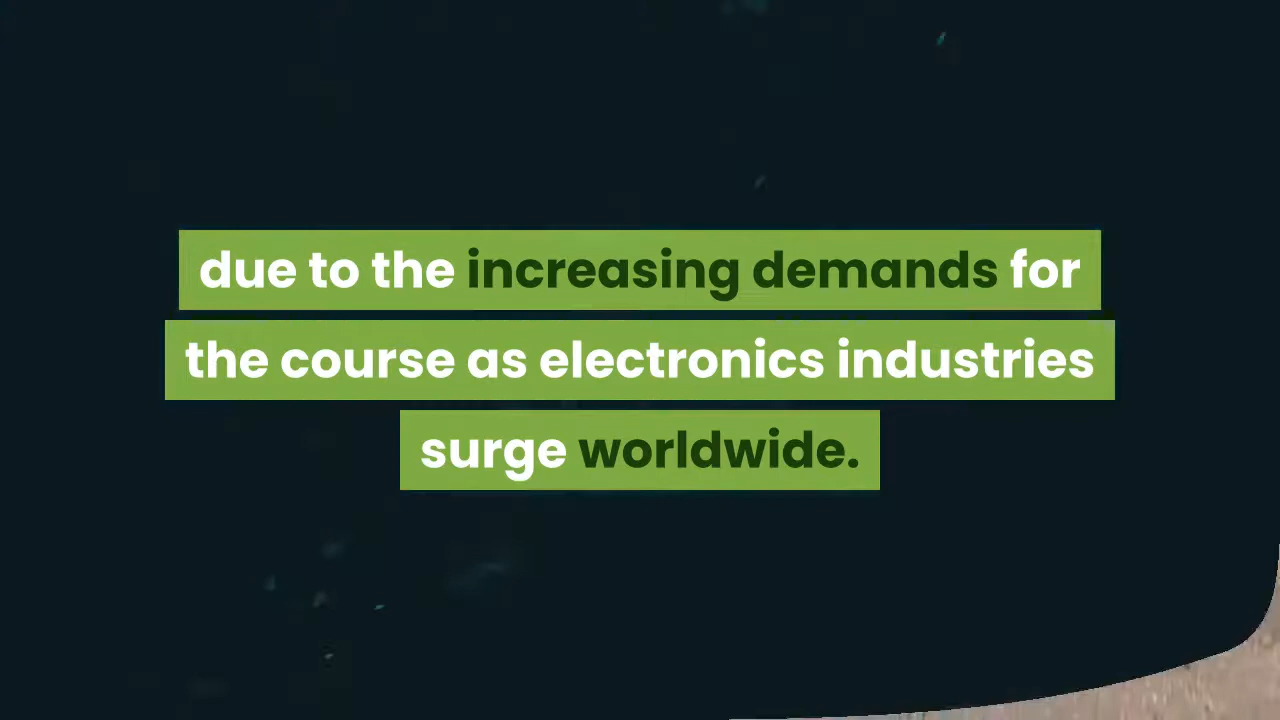 due to the increasing demands for
the course as electronics industries
surge worldwide.